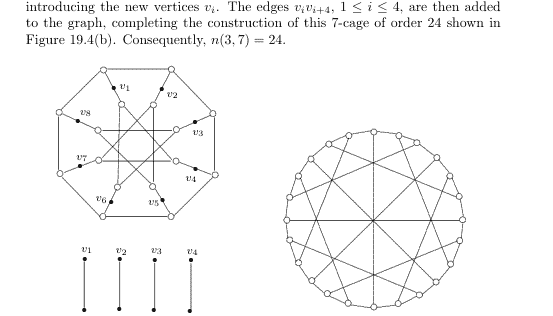 introducing the new vertices vᵢ. The edges vᵢvᵢ₊₄, 1 ≤ i ≤ 4, are then added
to the graph, completing the construction of this 7-cage of order 24 shown in
Figure 19.4(b). Consequently, n(3, 7) = 24.
v₁
v₂
v₈
v₃
v₇
v₄
v₆
v₅
v₁ v₂ v₃ v₄